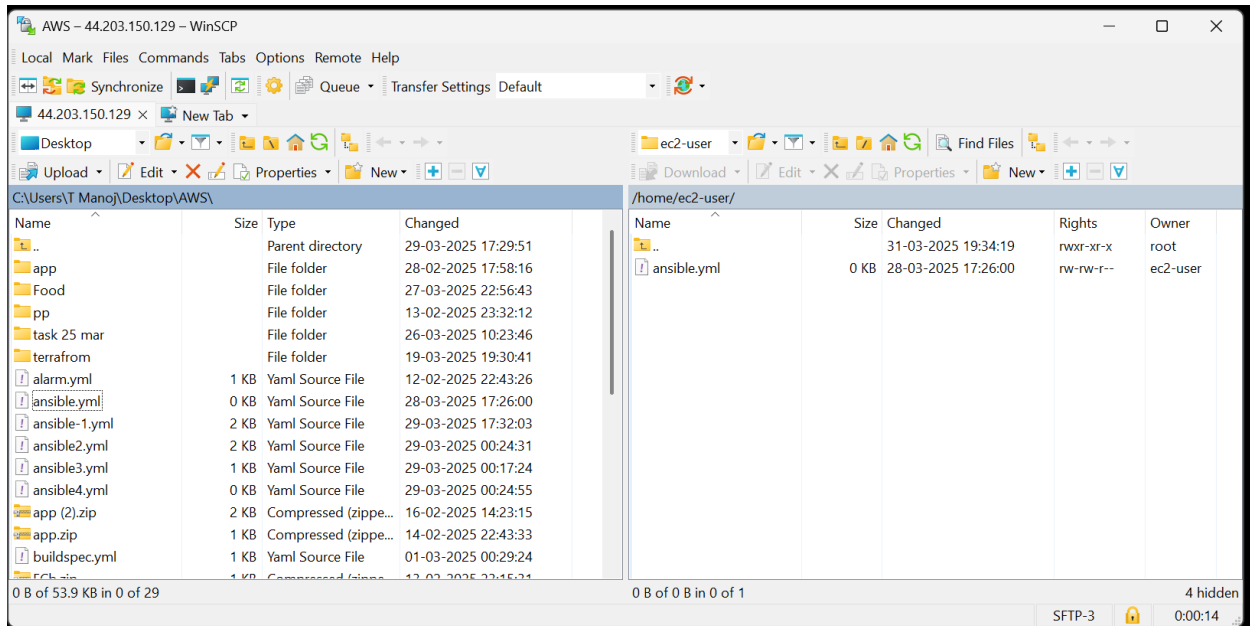 AWS – 44.203.150.129 – WinSCP
Local Mark Files Commands Tabs Options Remote Help
Synchronize Queue Transfer Settings Default
44.203.150.129 × New Tab
Desktop
Upload Edit Properties New
C:\Users\T Manoj\Desktop\AWS\
Name Size Type Changed
.. Parent directory 29-03-2025 17:29:51
app File folder 28-02-2025 17:58:16
Food File folder 27-03-2025 22:56:43
pp File folder 13-02-2025 23:32:12
task 25 mar File folder 26-03-2025 10:23:46
terrafrom File folder 19-03-2025 19:30:41
alarm.yml 1 KB Yaml Source File 12-02-2025 22:43:26
ansible.yml 0 KB Yaml Source File 28-03-2025 17:26:00
ansible-1.yml 2 KB Yaml Source File 29-03-2025 17:32:03
ansible2.yml 2 KB Yaml Source File 29-03-2025 00:24:31
ansible3.yml 1 KB Yaml Source File 29-03-2025 00:17:24
ansible4.yml 0 KB Yaml Source File 29-03-2025 00:24:55
app (2).zip 2 KB Compressed (zippe... 16-02-2025 14:23:15
app.zip 1 KB Compressed (zippe... 14-02-2025 22:43:33
buildspec.yml 1 KB Yaml Source File 01-03-2025 00:29:24
0 B of 53.9 KB in 0 of 29
ec2-user Find Files
Download Edit Properties New
/home/ec2-user/
Name Size Changed Rights Owner
.. 31-03-2025 19:34:19 rwxr-xr-x root
ansible.yml 0 KB 28-03-2025 17:26:00 rw-rw-r-- ec2-user
0 B of 0 B in 0 of 1 4 hidden
SFTP-3 0:00:14